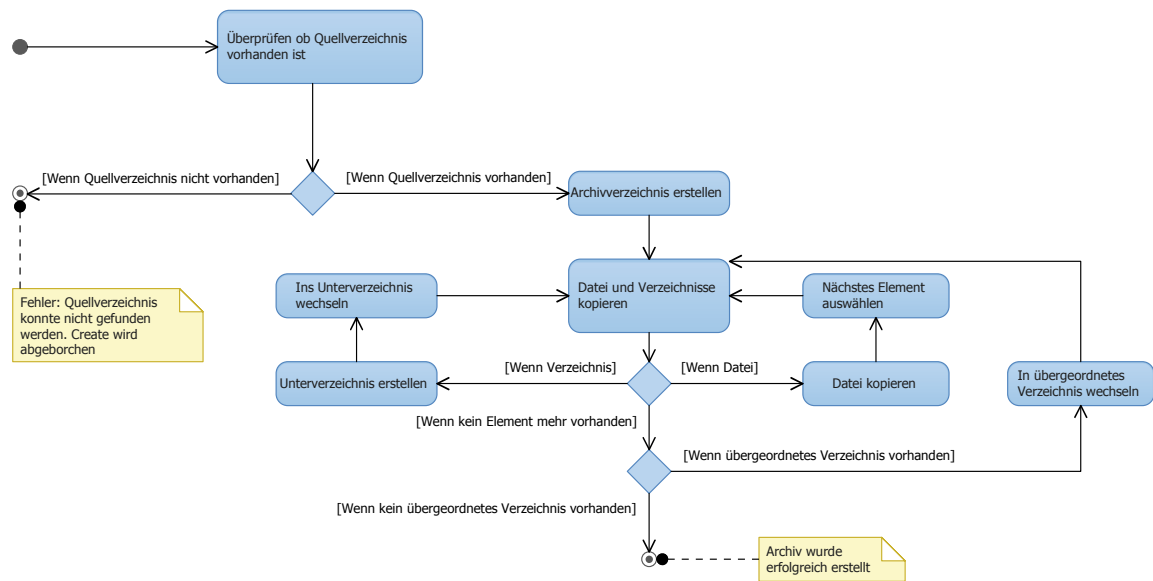 Überprüfen ob Quellverzeichnis
vorhanden ist
[Wenn Quellverzeichnis nicht vorhanden]
[Wenn Quellverzeichnis vorhanden]
Archivverzeichnis erstellen
Fehler: Quellverzeichnis
konnte nicht gefunden
werden. Create wird
abgeborchen
Ins Unterverzeichnis
wechseln
Datei und Verzeichnisse
kopieren
Nächstes Element
auswählen
[Wenn Verzeichnis]
[Wenn Datei]
Unterverzeichnis erstellen
Datei kopieren
In übergeordnetes
Verzeichnis wechseln
[Wenn kein Element mehr vorhanden]
[Wenn übergeordnetes Verzeichnis vorhanden]
[Wenn kein übergeordnetes Verzeichnis vorhanden]
Archiv wurde
erfolgreich erstellt